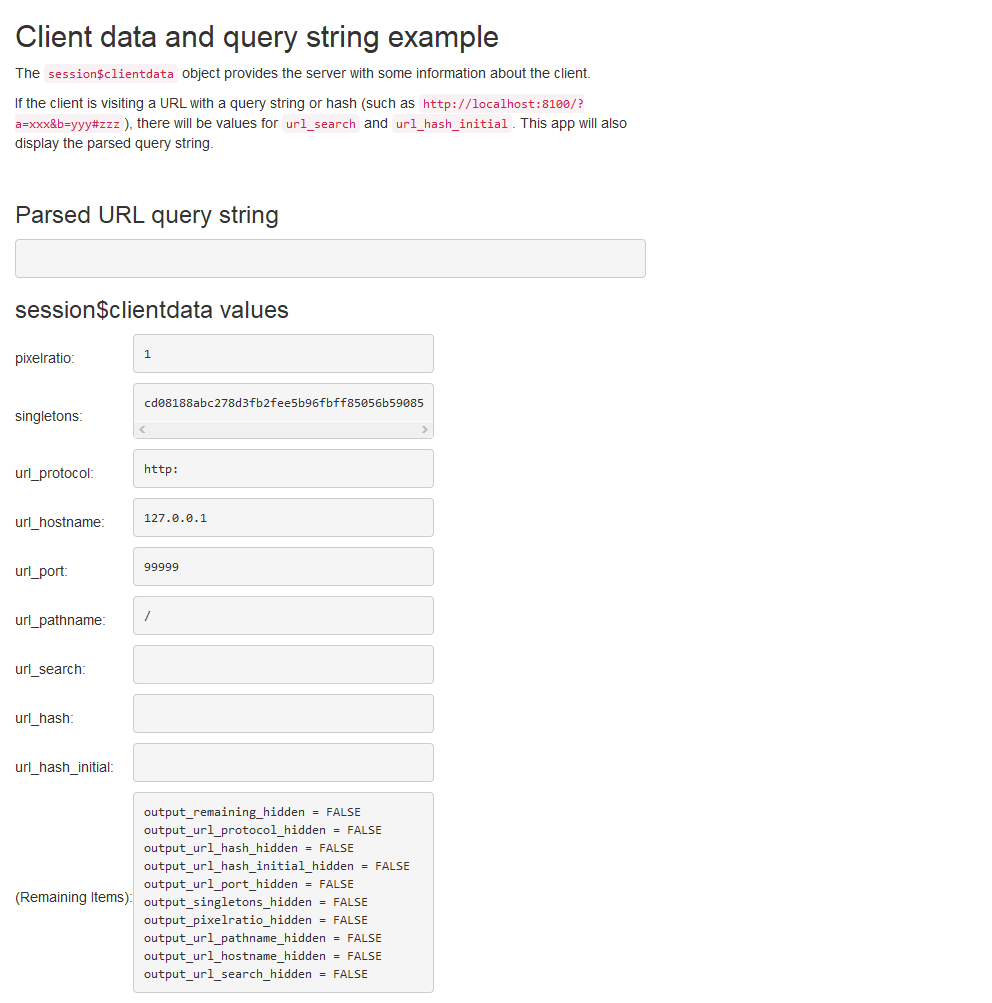 Client data and query string example
The session$clientdata object provides the server with some information about the client.
If the client is visiting a URL with a query string or hash (such as http://localhost:8100/?
a=xxx&b=yyy#zzz ), there will be values for url_search and url_hash_initial . This app will also
display the parsed query string.
Parsed URL query string
session$clientdata values
pixelratio: 1
singletons: cd08188abc278d3fb2fee5b96fbff85056b59085
url_protocol: http:
url_hostname: 127.0.0.1
url_port: 99999
url_pathname: /
url_search:
url_hash:
url_hash_initial:
(Remaining Items):
output_remaining_hidden = FALSE
output_url_protocol_hidden = FALSE
output_url_hash_hidden = FALSE
output_url_hash_initial_hidden = FALSE
output_url_port_hidden = FALSE
output_singletons_hidden = FALSE
output_pixelratio_hidden = FALSE
output_url_pathname_hidden = FALSE
output_url_hostname_hidden = FALSE
output_url_search_hidden = FALSE